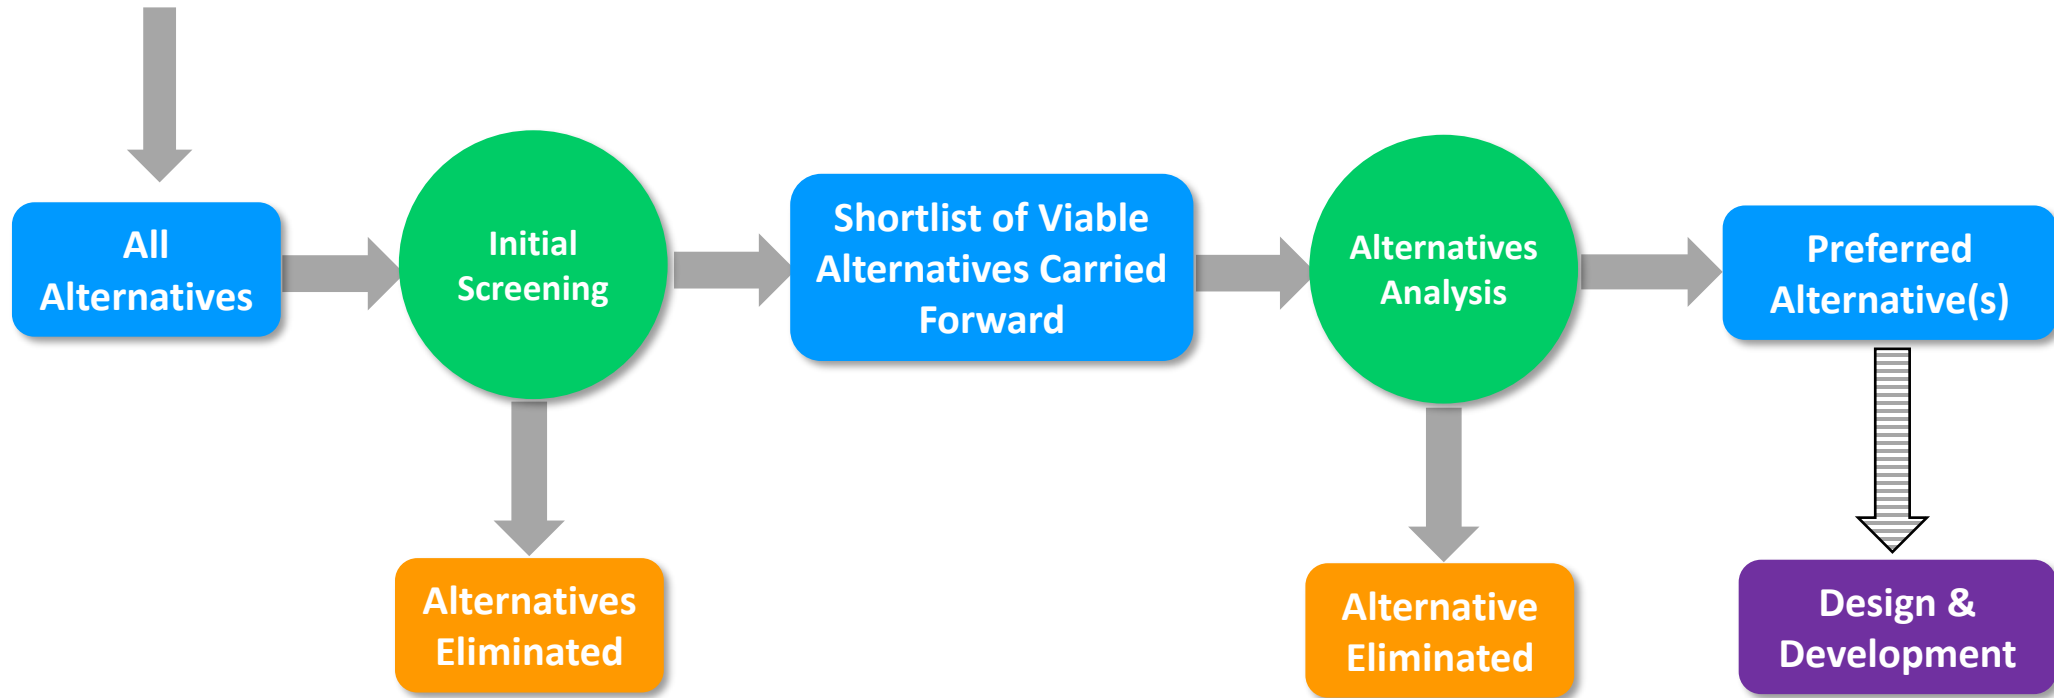 All
Alternatives
Initial
Screening
Shortlist of Viable
Alternatives Carried
Forward
Alternatives
Analysis
Preferred
Alternative(s)
Alternatives
Eliminated
Alternative
Eliminated
Design &
Development